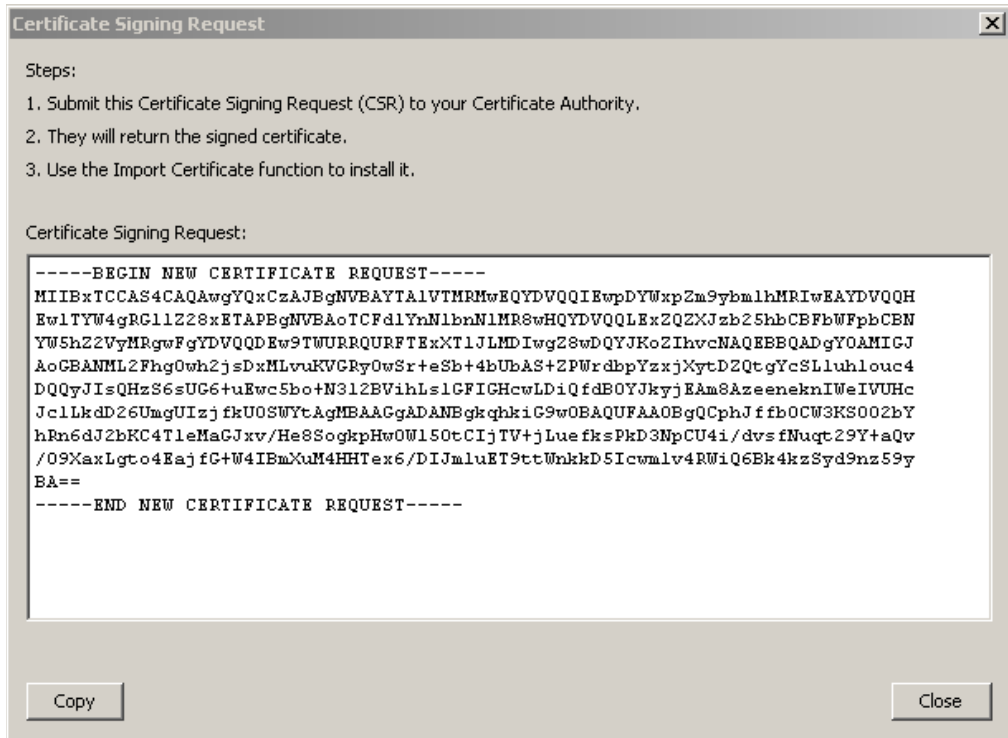 Certificate Signing Request
Steps:
1. Submit this Certificate Signing Request (CSR) to your Certificate Authority.
2. They will return the signed certificate.
3. Use the Import Certificate function to install it.
Certificate Signing Request:
-----BEGIN NEW CERTIFICATE REQUEST-----
MIIBxTCCAS4CAQAwgYQxCzAJBgNVBAYTAlVTMRMwEQYDVQQIEwpDYWxpZm9ybmlhMRIwEAYDVQQH
EwlTYW4gRGllZ28xETAPBgNVBAoTCFdlYnNlbnNlMR8wHQYDVQQLExZQZXJzb25hbCBFbWFpbCBN
YW5hZ2VyMRgwFgYDVQQDEw9TWURRQURFTExXTlJLMDIwgZ8wDQYJKoZIhvcNAQEBBQADgY0AMIGJ
AoGBANML2Fhg0wh2jsDxMLvuKVGRy0wSr+eSb+4bUbAS+ZPWrdbpYzxjXytDZQtgYcSLluhlouc4
DQQyJIsQHzS6sUG6+uEwc5bo+N3l2BVihLslGFIGHcwLDiQfdB0YJkyjEAm8AzeeneknIWeIVUHc
JclLkdD26UmgUIzjfkU0SWYtAgMBAAGgADANBgkqhkiG9w0BAQUFAAOBgQCphJffb0CW3KS002bY
hRn6dJ2bKC4TleMaGJxv/He8SogkpHw0Wl50tCIjTV+jLuefksPkD3NpCU4i/dvsfNuqt29Y+aQv
/O9XaxLgto4EajfG+W4IBmXuM4HHTex6/DIJmluET9ttWnkkD5Icwmlv4RWiQ6Bk4kzSyd9nz59y
BA==
-----END NEW CERTIFICATE REQUEST-----
Copy
Close